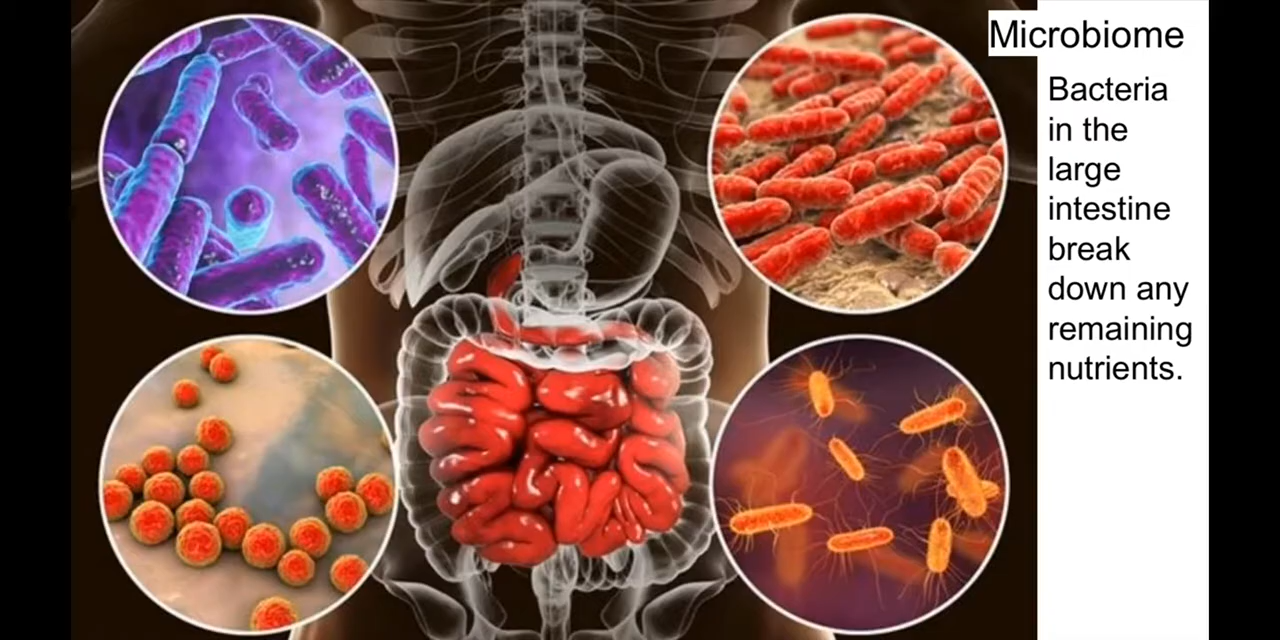 Microbiome
Bacteria
in the
large
intestine
break
down any
remaining
nutrients.